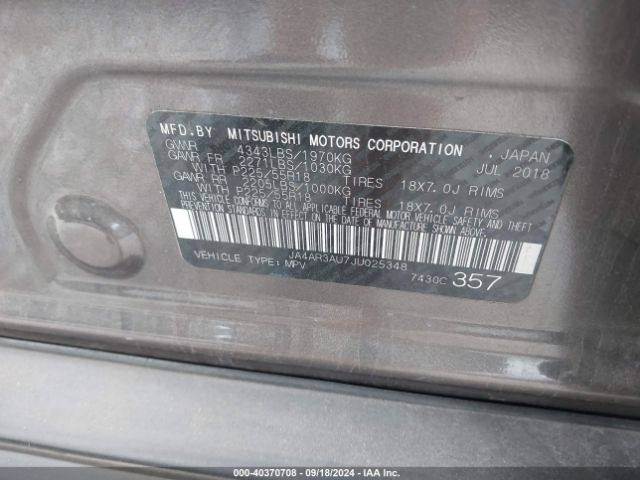 MFD.BY MITSUBISHI MOTORS CORPORATION , JAPAN
GVWR 4343LBS/1970KG JUL 2018
GAWR FR 2271LBS/1030KG
WITH P225/55R18 TIRES 18X7.0J RIMS
GAWR RR 2205LBS/1000KG
WITH P225/55R18 TIRES 18X7.0J RIMS
THIS VEHICLE CONFORMS TO ALL APPLICABLE FEDERAL MOTOR VEHICLE SAFETY AND THEFT
PREVENTION STANDARDS IN EFFECT ON THE DATE OF MANUFACTURE SHOWN ABOVE.
JA4AR3AU7JU025348
VEHICLE TYPE: MPV 7430C 357
000-40370708 - 09/18/2024 - IAA Inc.